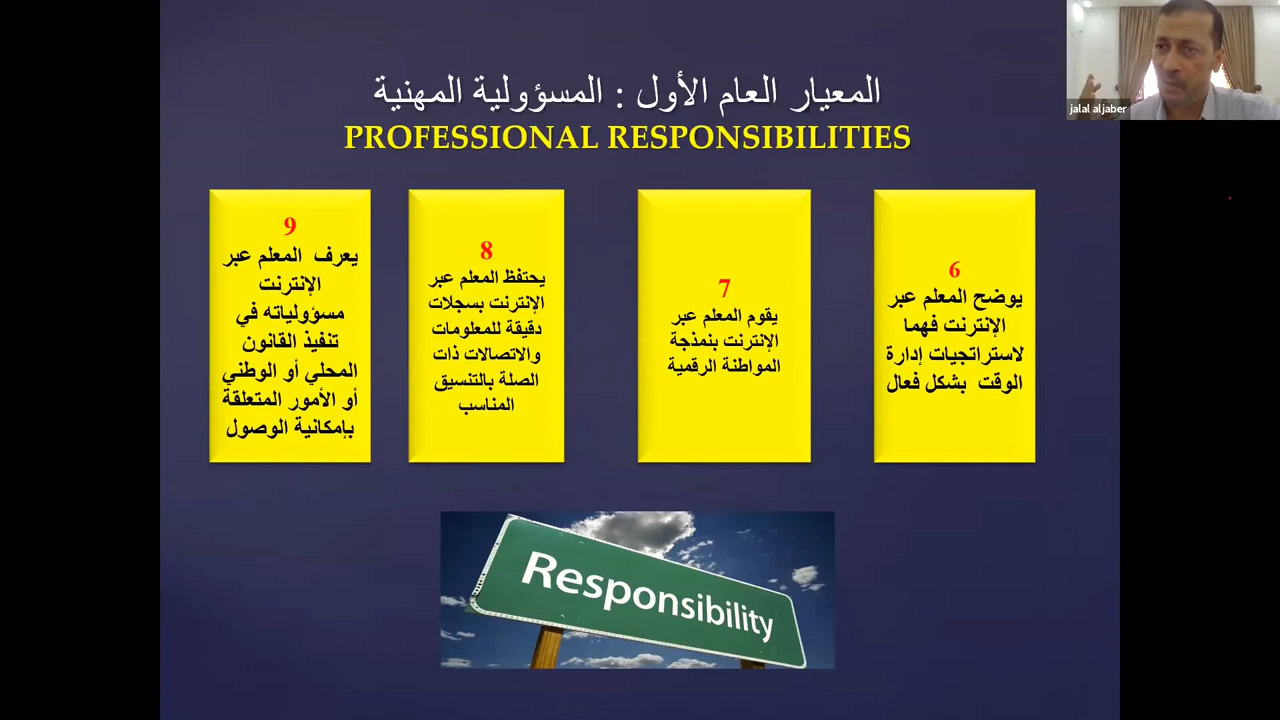 المعيار العام الأول : المسؤولية المهنية
PROFESSIONAL RESPONSIBILITIES
6
يوضح المعلم عبر
الإنترنت فهما
لاستراتجيات إدارة
الوقت بشكل فعال
7
يقوم المعلم عبر
الإنترنت بنمذجة
المواطنة الرقمية
8
يحتفظ المعلم عبر
الإنترنت بسجلات
دقيقة للمعلومات
والاتصالات ذات
الصلة بالتنسيق
المناسب
9
يعرف المعلم عبر
الإنترنت
مسؤولياته في
تنفيذ القانون
المحلي أو الوطني
أو الأمور المتعلقة
بإمكانية الوصول
Responsibility
jalal aljaber